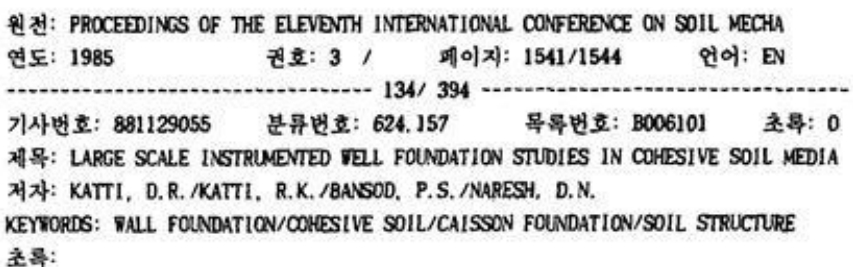 원전: PROCEEDINGS OF THE ELEVENTH INTERNATIONAL CONFERENCE ON SOIL MECHA
연도: 1985 권호: 3 / 페이지: 1541/1544 언어: EN
---------------------------------- 134/ 394 ----------------------------------
기사번호: 881129055 분류번호: 624.157 목록번호: B006101 초록: 0
제목: LARGE SCALE INSTRUMENTED WELL FOUNDATION STUDIES IN COHESIVE SOIL MEDIA
저자: KATTI, D.R./KATTI, R.K./BANSOD, P.S./NARESH, D.N.
KEYWORDS: WALL FOUNDATION/COHESIVE SOIL/CAISSON FOUNDATION/SOIL STRUCTURE
초록: